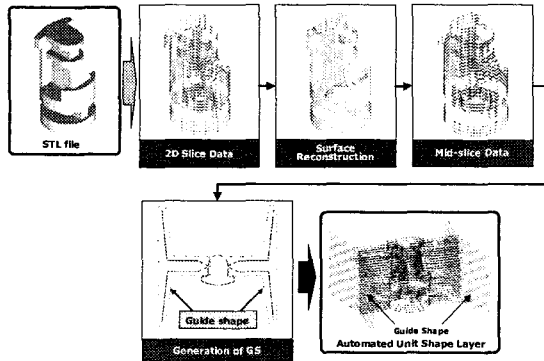 STL file
2D Slice Data
Surface
Reconstruction
Mid-slice Data
Guide shape
Generation of GS
Guide Shape
Automated Unit Shape Layer